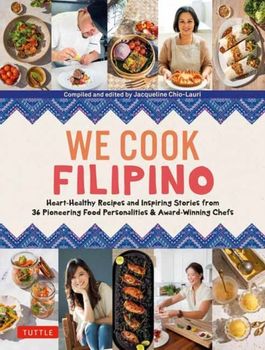 Compiled and edited by Jacqueline Chio-Lauri
WE COOK
FILIPINO
Heart-Healthy Recipes and Inspiring Stories from
36 Pioneering Food Personalities & Award-Winning Chefs
TUTTLE